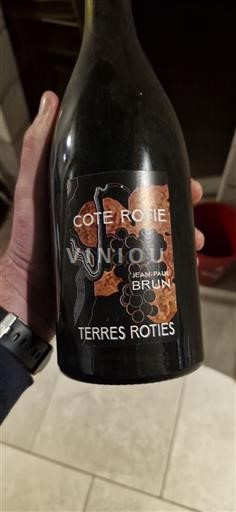 COTE ROTIE
VINIOU
JEAN-PAUL
BRUN
TERRES ROTIES